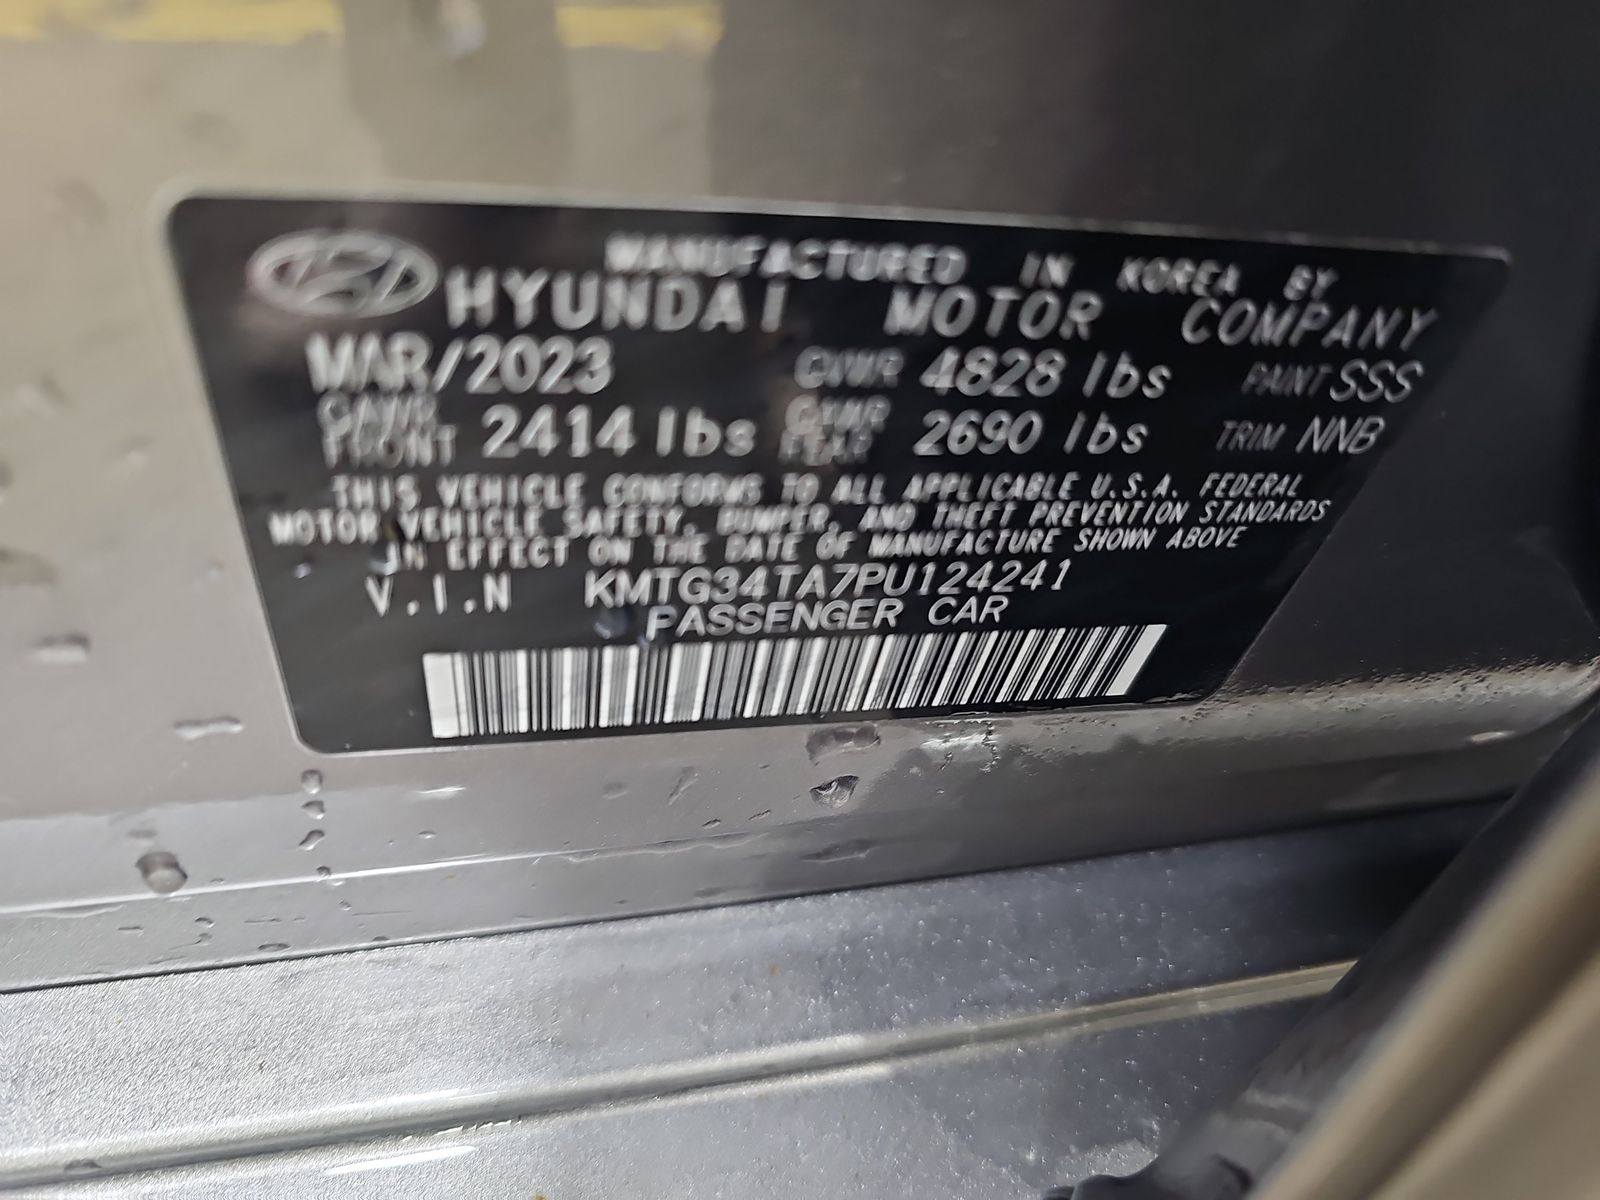 MANUFACTURED IN KOREA BY
HYUNDAI MOTOR COMPANY
MAR/2023 GVWR 4828 lbs PAINT SSS
GAWR FRONT 2414 lbs GAWR REAR 2690 lbs TRIM NNB
THIS VEHICLE CONFORMS TO ALL APPLICABLE U.S.A. FEDERAL
MOTOR VEHICLE SAFETY, BUMPER, AND THEFT PREVENTION STANDARDS
IN EFFECT ON THE DATE OF MANUFACTURE SHOWN ABOVE
V.I.N KMTG34TA7PU124241
PASSENGER CAR